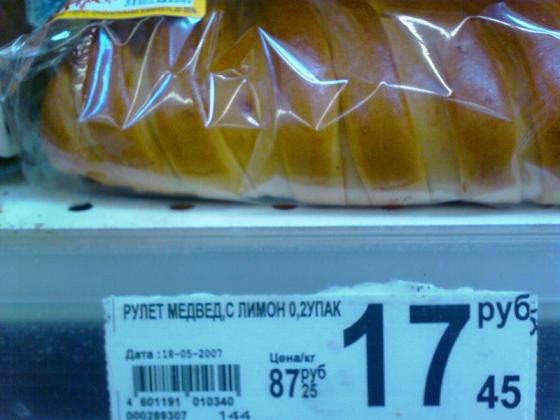 РУЛЕТ МЕДВЕД,С ЛИМОН 0,2УПАК
17 руб 45
Дата :18-05-2007
Цена/кг
87 руб 25
4 601191 010340
000289307 144